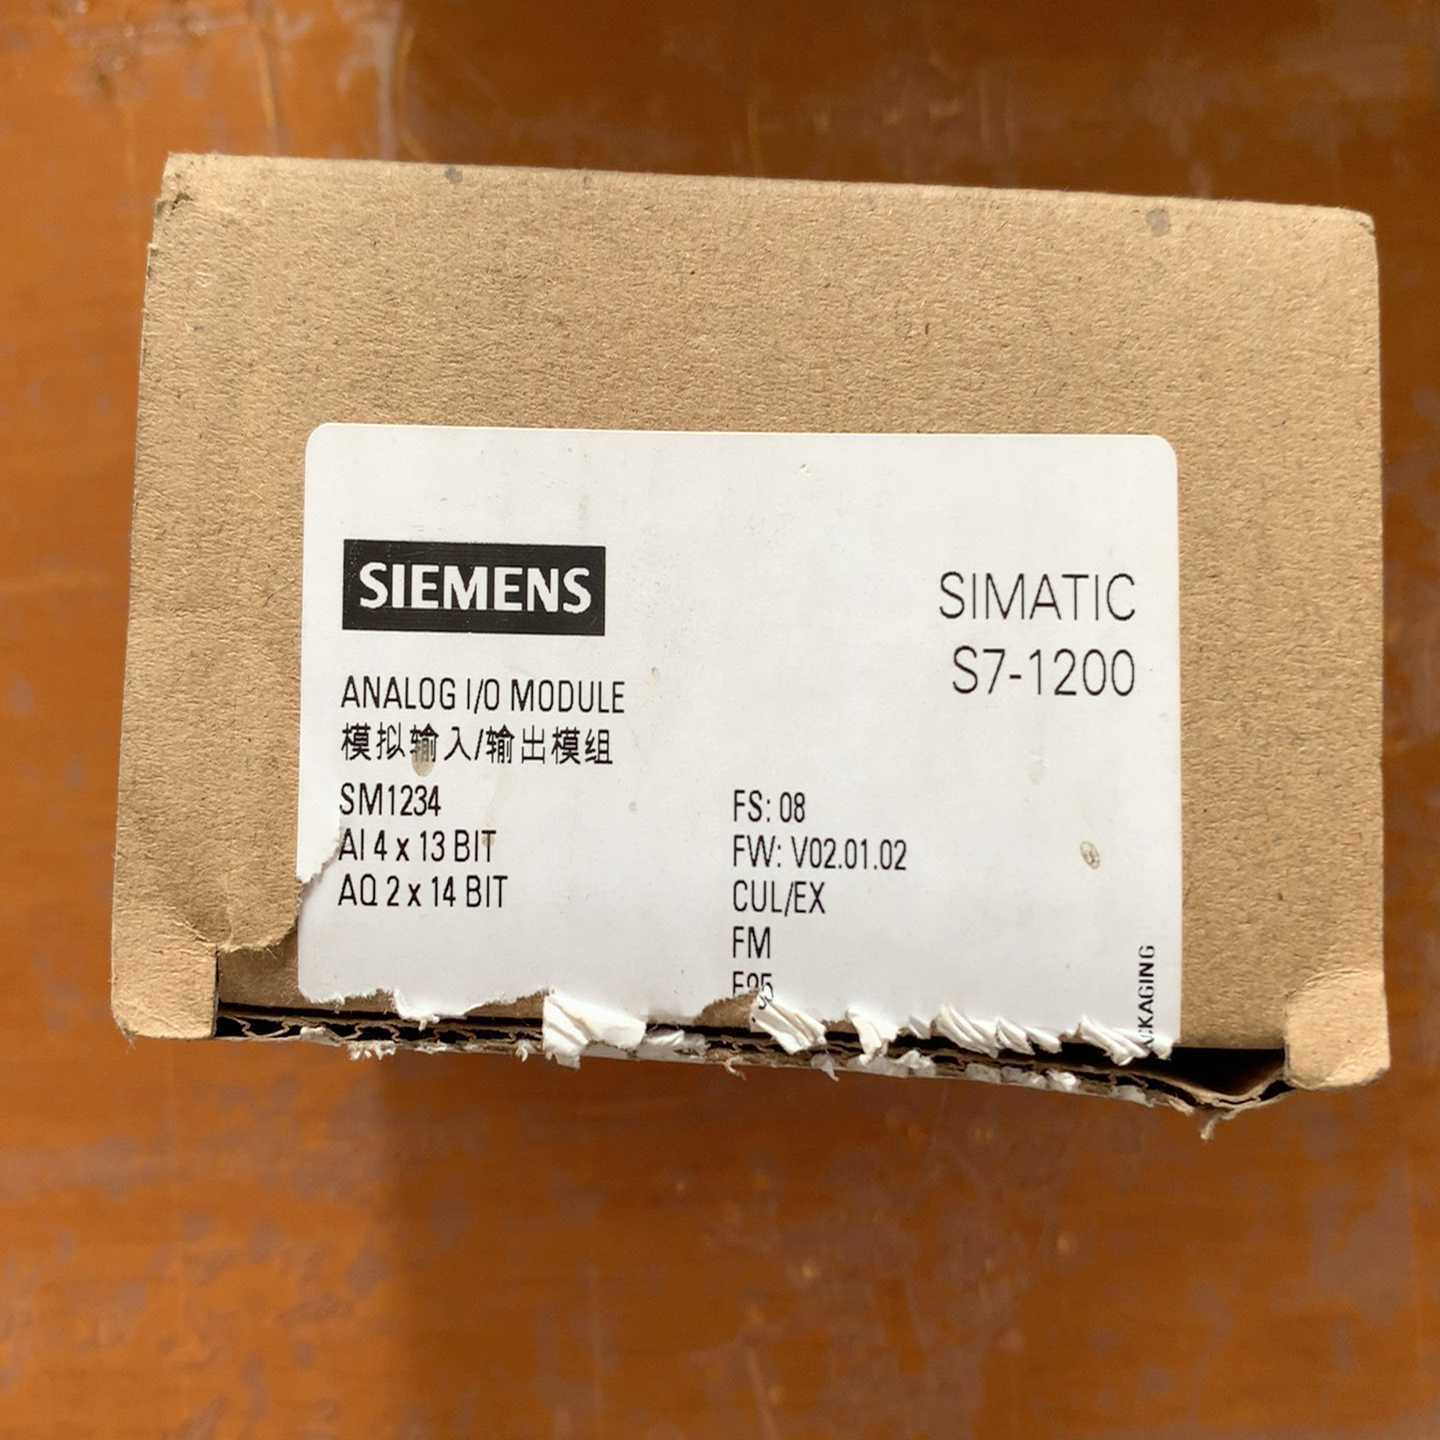 SIEMENS
SIMATIC
S7-1200
ANALOG I/O MODULE
模拟输入/输出模组
SM1234
AI 4 x 13 BIT
AQ 2 x 14 BIT
FS: 08
FW: V02.01.02
CUL/EX
FM